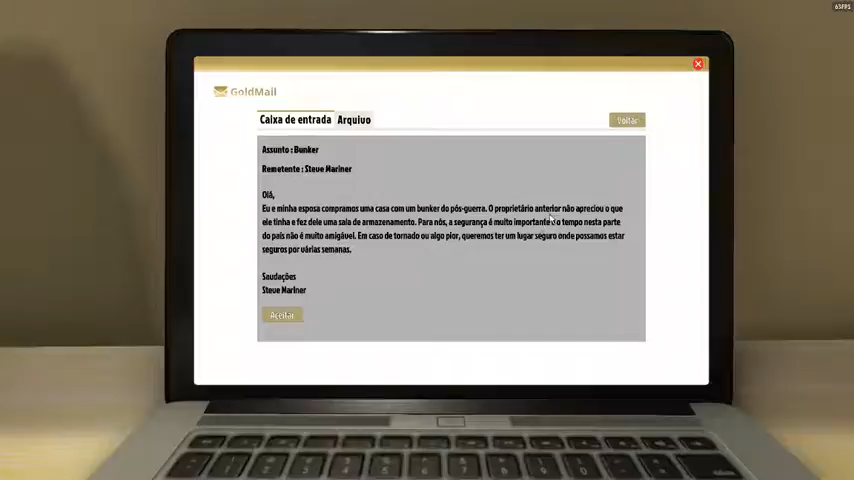 63FPS
GoldMail
Caixa de entrada Arquivo Voltar
Assunto : Bunker
Remetente : Steve Mariner
Olá,
Eu e minha esposa compramos uma casa com um bunker do pós-guerra. O proprietário anterior não apreciou o que
ele tinha e fez dele uma sala de armazenamento. Para nós, a segurança é muito importante o tempo nesta parte
do país não é muito amigável. Em caso de tornado ou algo pior, queremos ter um lugar seguro onde possamos estar
seguros por várias semanas.
Saudações
Steve Mariner
Aceitar